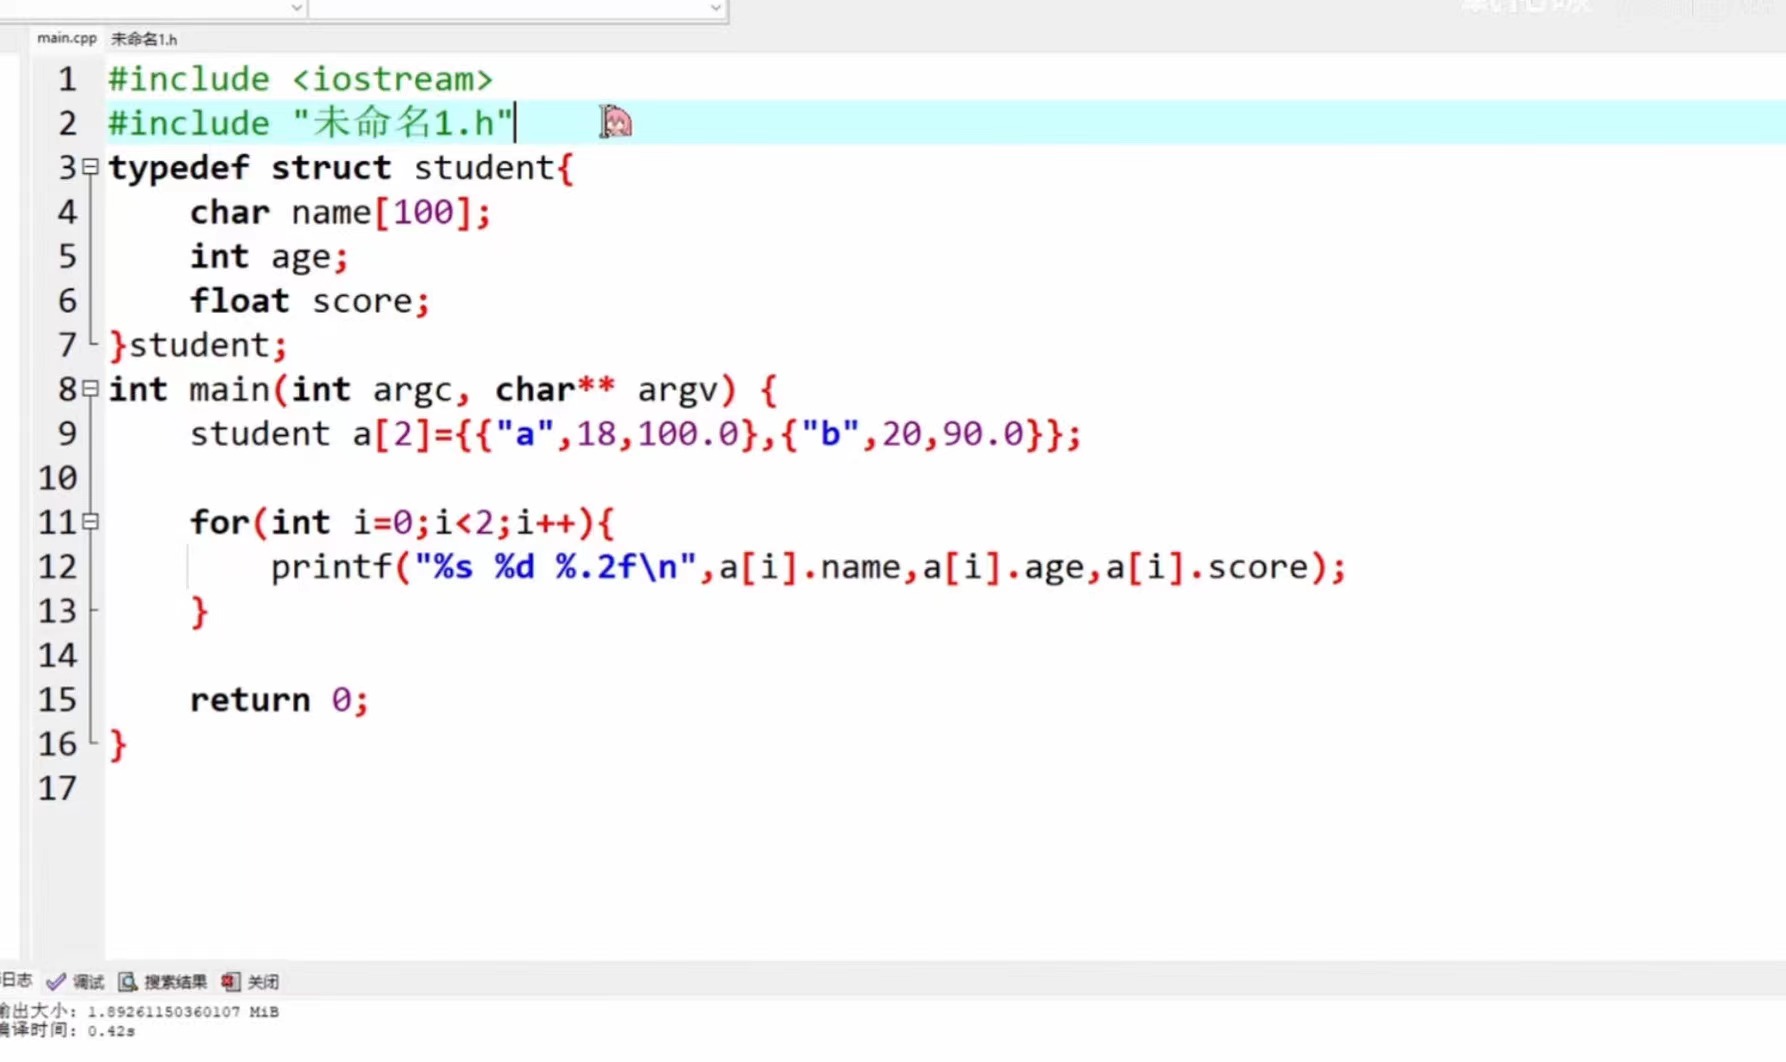 main.cpp 未命名1.h
1 #include <iostream>
2 #include "未命名1.h"
3 typedef struct student{
4 char name[100];
5 int age;
6 float score;
7 }student;
8 int main(int argc, char** argv) {
9 student a[2]={{"a",18,100.0},{"b",20,90.0}};
10
11 for(int i=0;i<2;i++){
12 printf("%s %d %.2f\n",a[i].name,a[i].age,a[i].score);
13 }
14
15 return 0;
16 }
17
日志 调试 搜索结果 关闭
输出大小: 1.89261150360107 MiB
编译时间: 0.42s